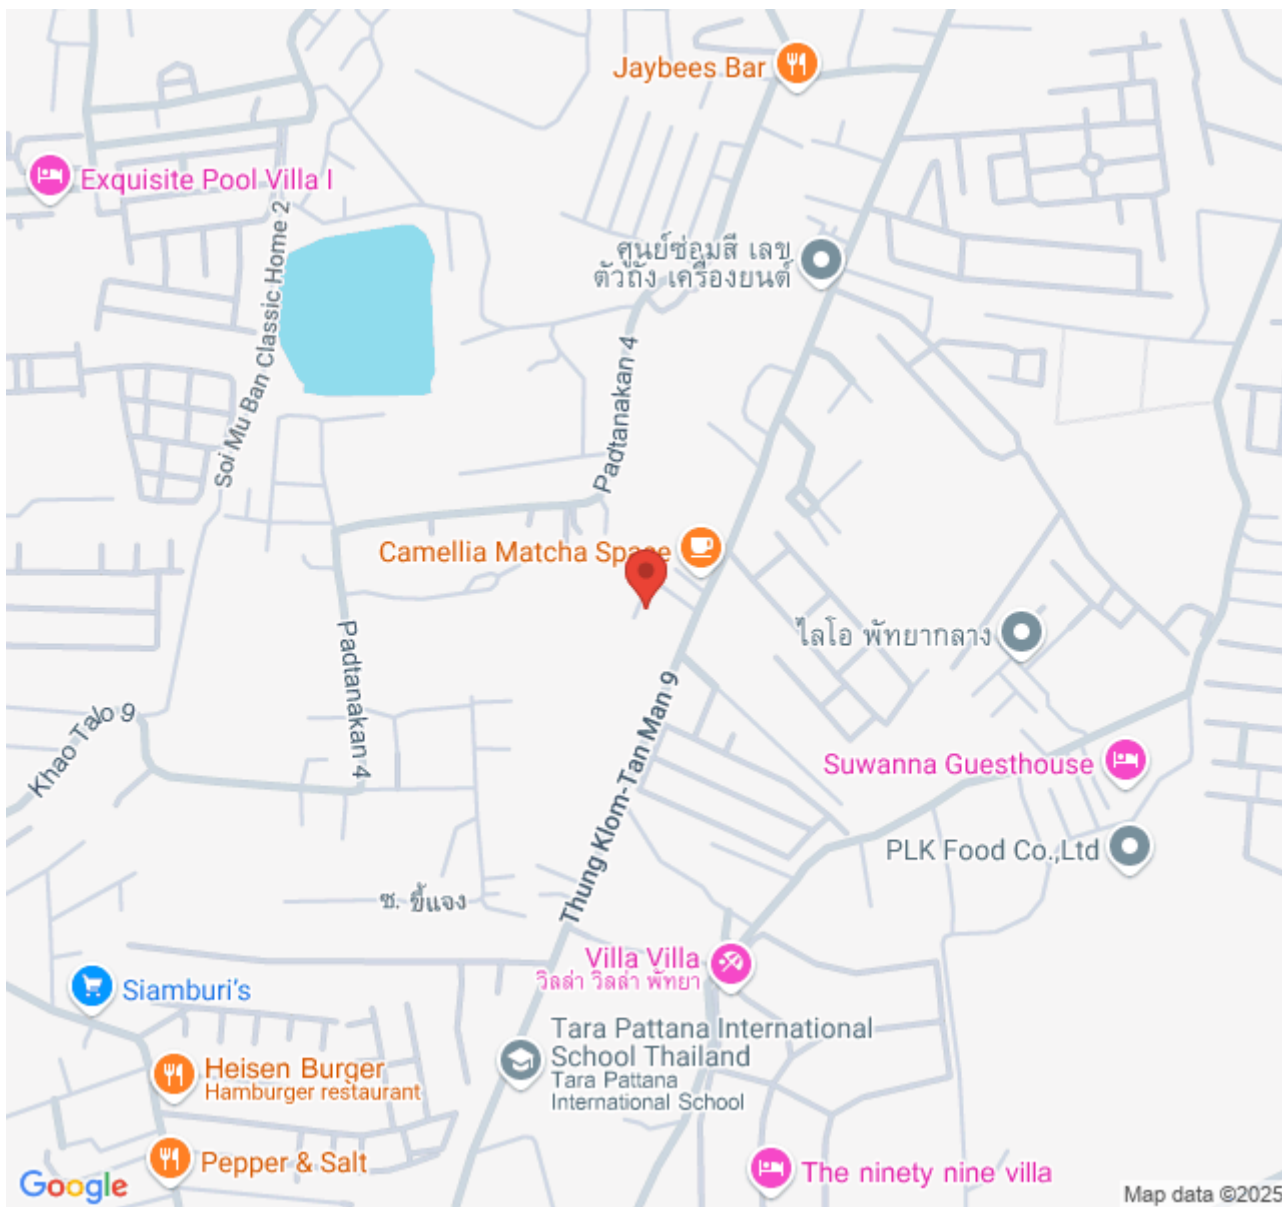 Jaybees Bar
Exquisite Pool Villa I
Soi Mu Ban Classic Home 2
ศูนย์ซ่อมสี เลข
ตัวถัง เครื่องยนต์
Padtanakan 4
Camellia Matcha Space
ไลโอ พัทยากลาง
Padtanakan 4
Thung Klom-Tan Man 9
Khao Talo 9
Suwanna Guesthouse
PLK Food Co.,Ltd
ซ. ขี้แจง
Villa Villa
วิลล่า วิลล่า พัทยา
Siamburi's
Tara Pattana International
School Thailand
Tara Pattana
International School
Heisen Burger
Hamburger restaurant
Pepper & Salt
The ninety nine villa
Google
Map data ©2025